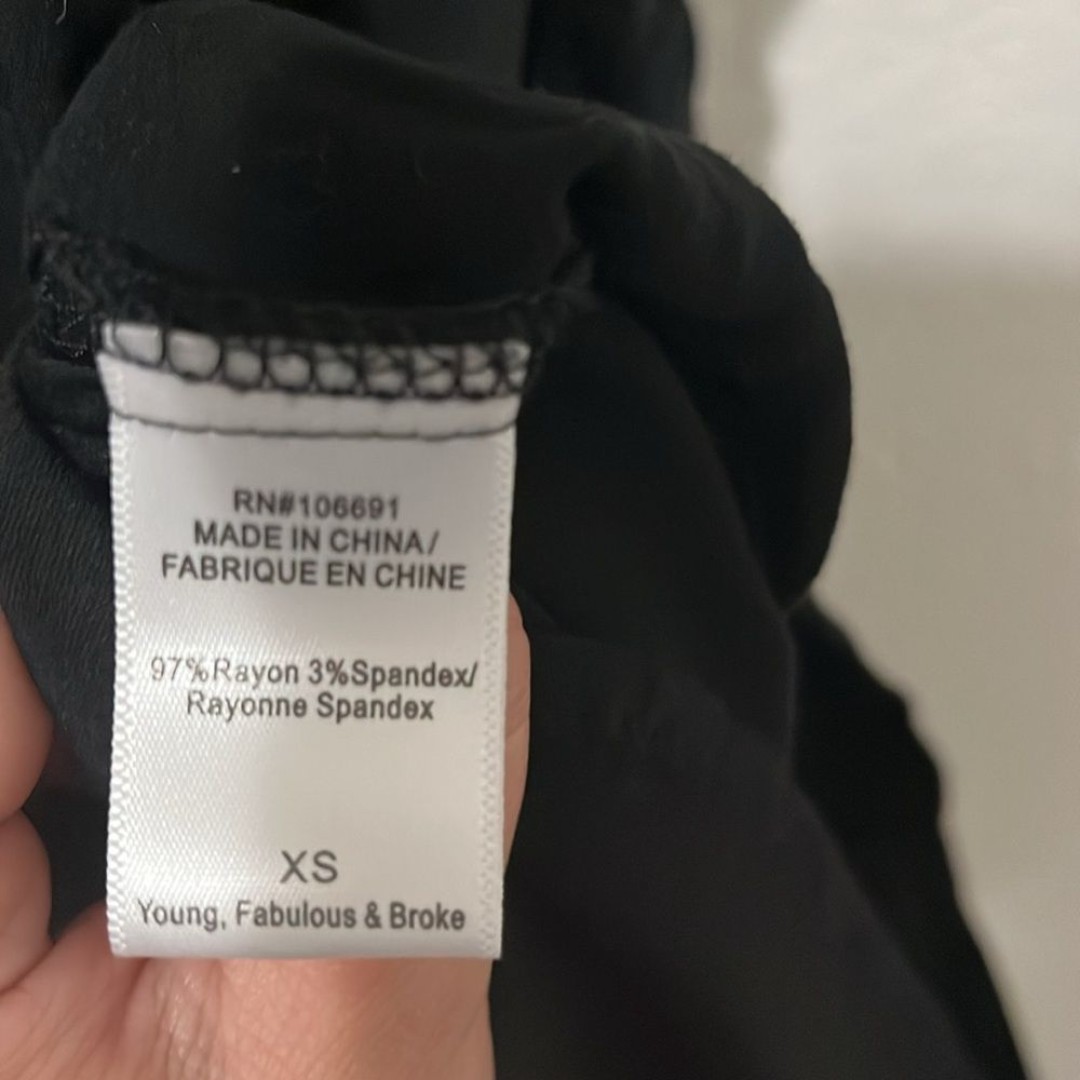 RN#106691
MADE IN CHINA/
FABRIQUE EN CHINE
97%Rayon 3%Spandex/
Rayonne Spandex
XS
Young, Fabulous & Broke